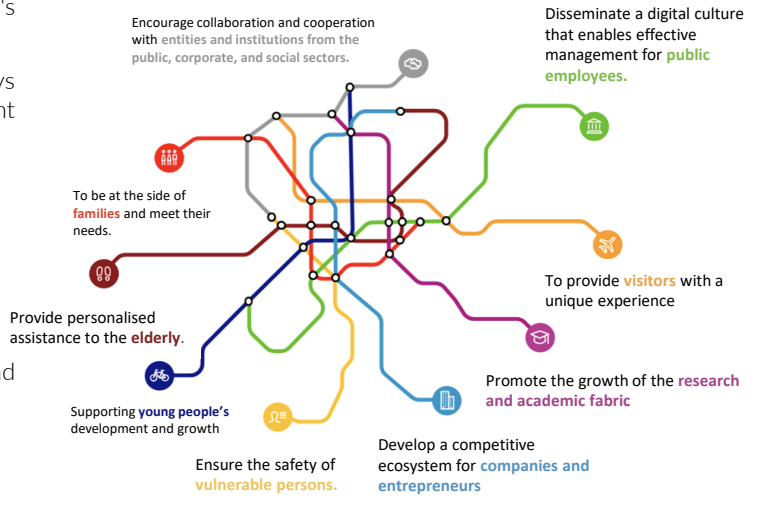 's
Encourage collaboration and cooperation
with entities and institutions from the
public, corporate, and social sectors.
Disseminate a digital culture
that enables effective
management for public
employees.
ys
nt
To be at the side of
families and meet their
needs.
To provide visitors with a
unique experience
Provide personalised
assistance to the elderly.
nd
Promote the growth of the research
and academic fabric
Supporting young people's
development and growth
Develop a competitive
ecosystem for companies and
entrepreneurs
Ensure the safety of
vulnerable persons.